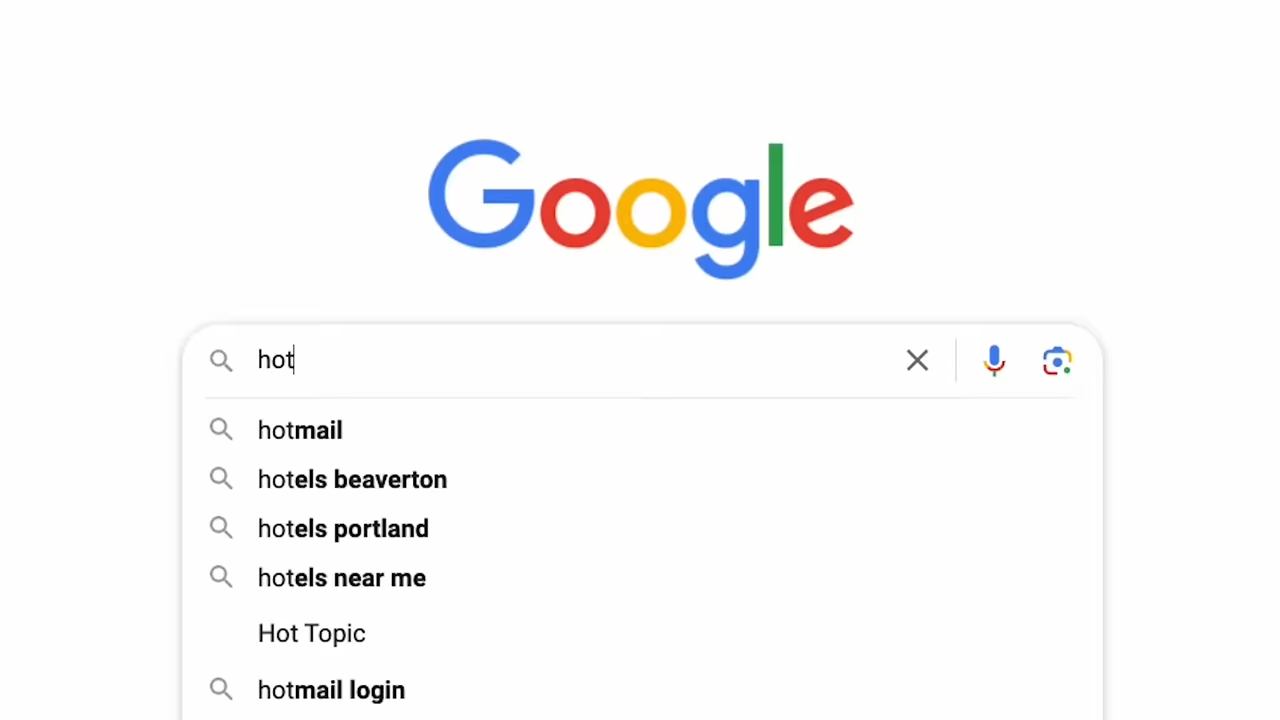 Google
hot
hotmail
hotels beaverton
hotels portland
hotels near me
Hot Topic
hotmail login